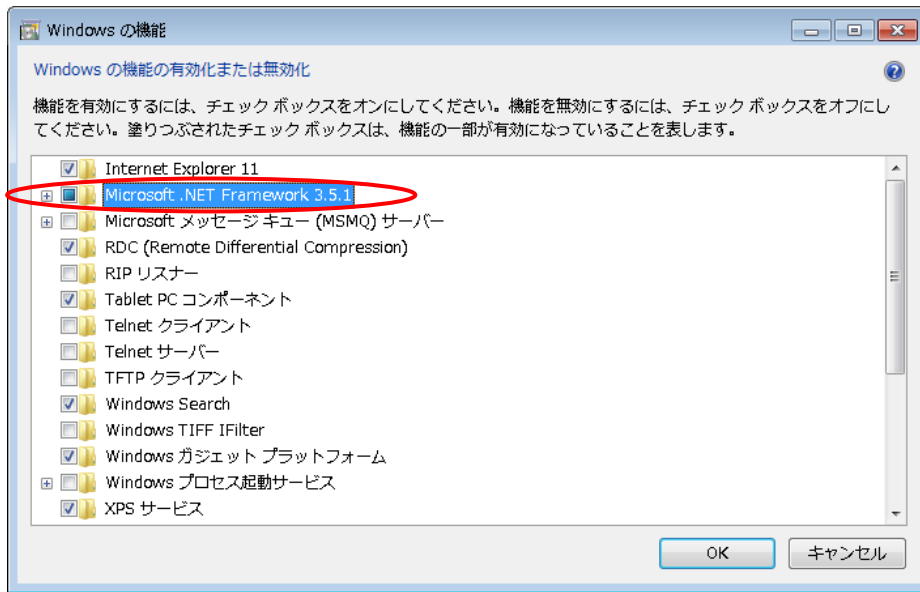 Windows の機能
Windows の機能の有効化または無効化
機能を有効にするには、チェック ボックスをオンにしてください。機能を無効にするには、チェック ボックスをオフにし
てください。塗りつぶされたチェック ボックスは、機能の一部が有効になっていることを表します。
Internet Explorer 11
Microsoft .NET Framework 3.5.1
Microsoft メッセージ キュー (MSMQ) サーバー
RDC (Remote Differential Compression)
RIP リスナー
Tablet PC コンポーネント
Telnet クライアント
Telnet サーバー
TFTP クライアント
Windows Search
Windows TIFF IFilter
Windows ガジェット プラットフォーム
Windows プロセス起動サービス
XPS サービス
OK キャンセル